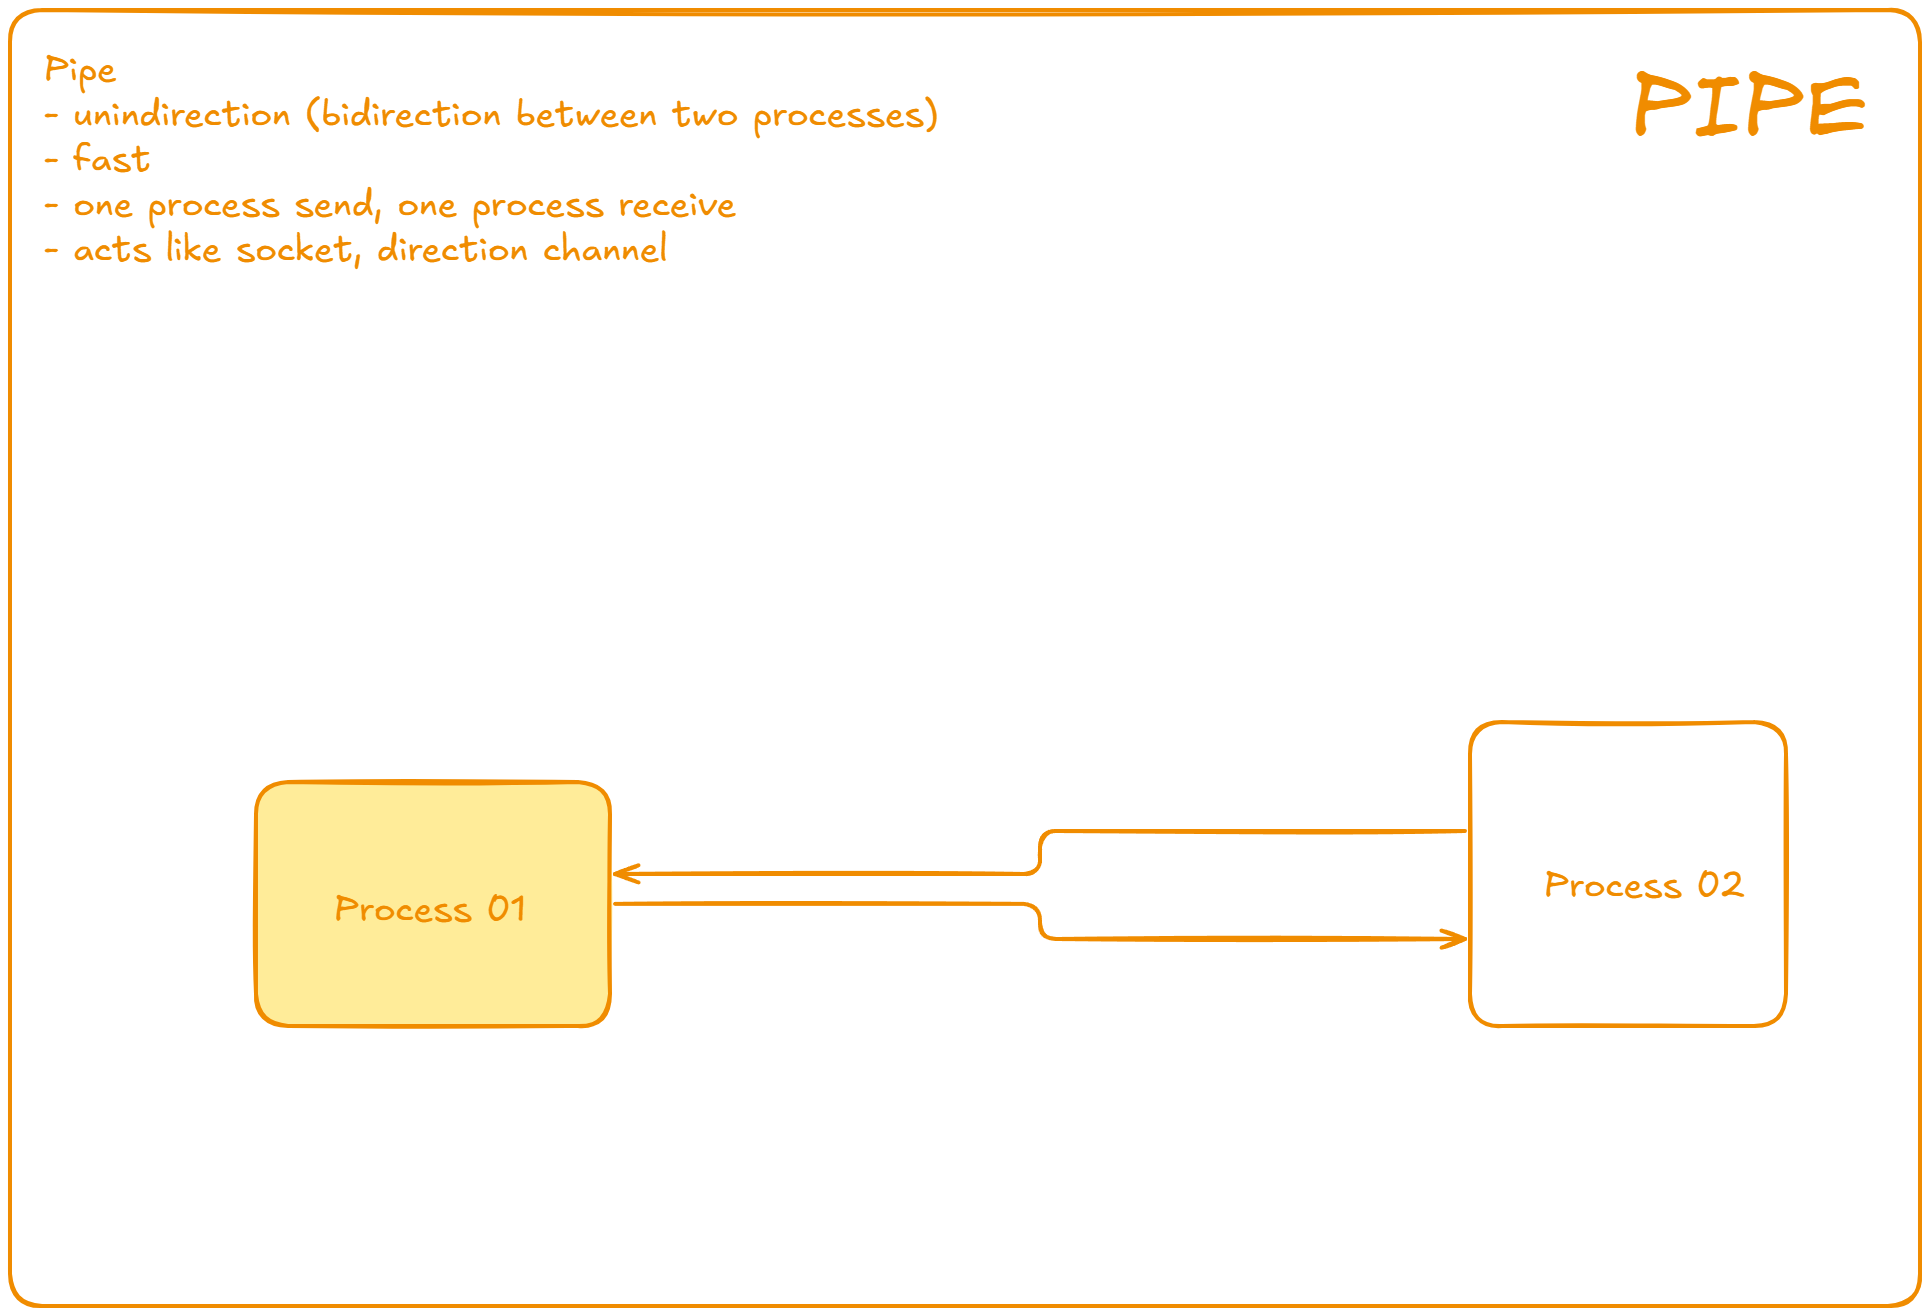 PIPE
Pipe
- unindirection (bidirection between two processes)
- fast
- one process send, one process receive
- acts like socket, direction channel
Process 01
Process 02